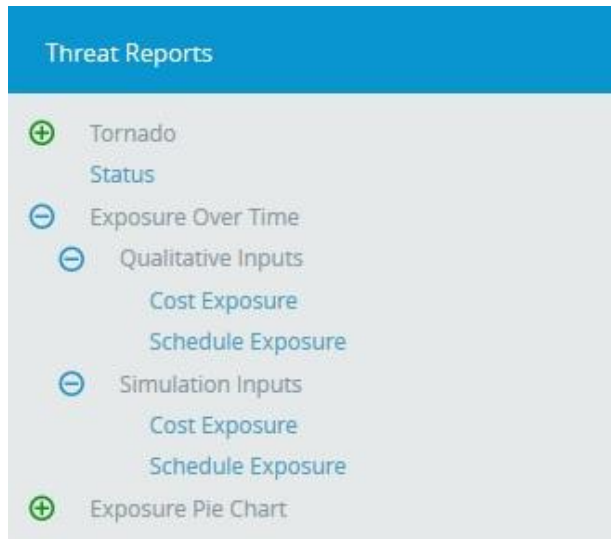 Threat Reports
Tornado
Status
Exposure Over Time
Qualitative Inputs
Cost Exposure
Schedule Exposure
Simulation Inputs
Cost Exposure
Schedule Exposure
Exposure Pie Chart